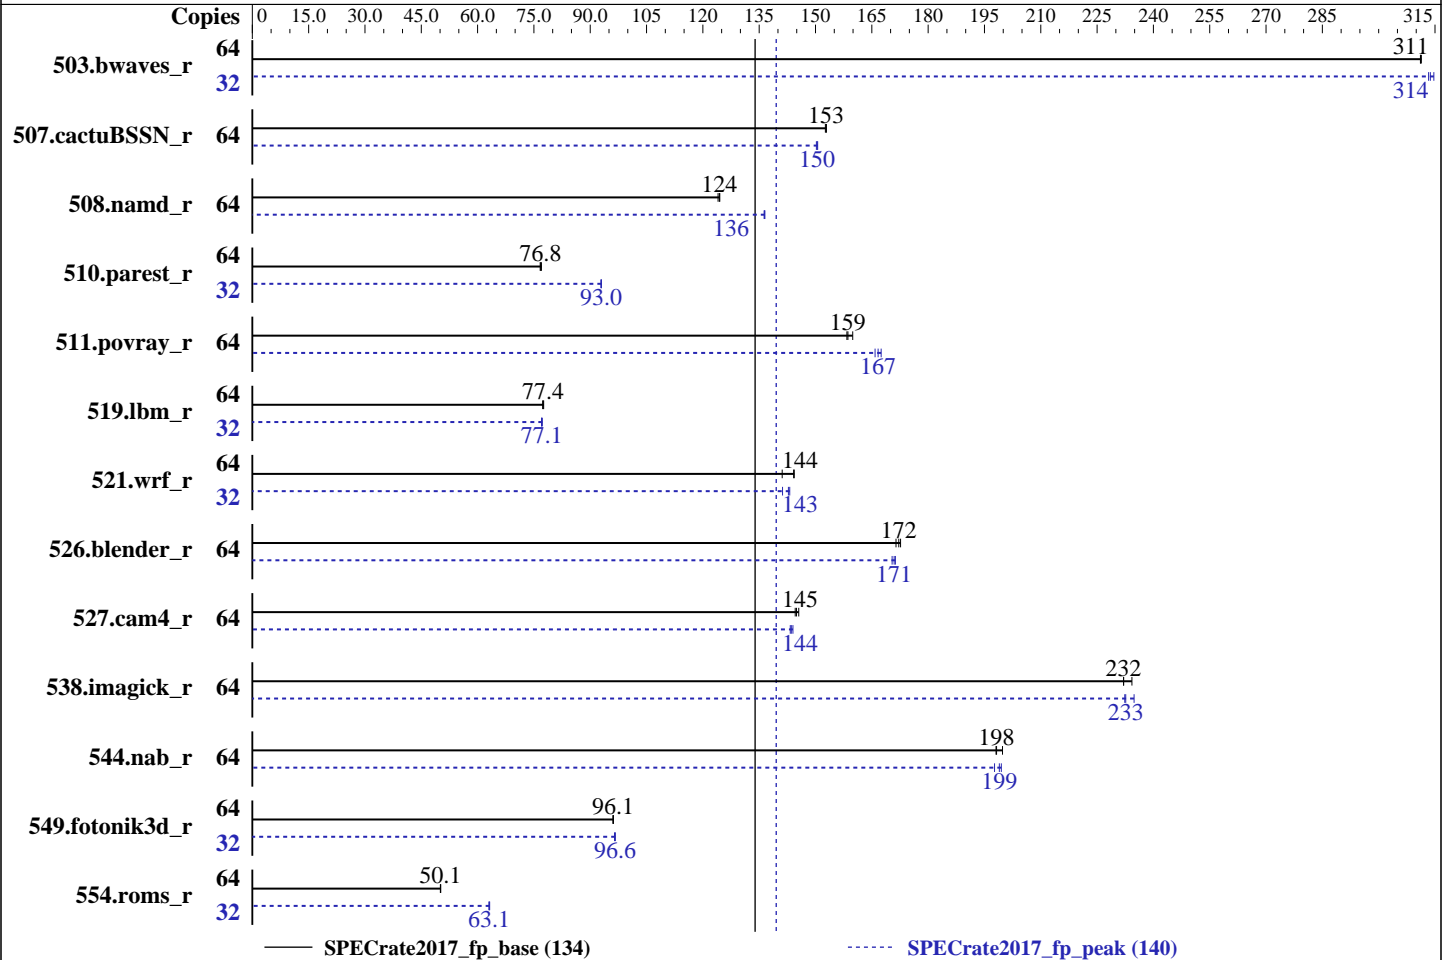 Copies 0 15.0 30.0 45.0 60.0 75.0 90.0 105 120 135 150 165 180 195 210 225 240 255 270 285 315
503.bwaves_r 64 311
32 314
507.cactuBSSN_r 64 153
150
508.namd_r 64 124
136
510.parest_r 64 76.8
32 93.0
511.povray_r 64 159
167
519.lbm_r 64 77.4
32 77.1
521.wrf_r 64 144
32 143
526.blender_r 64 172
171
527.cam4_r 64 145
144
538.imagick_r 64 232
233
544.nab_r 64 198
199
549.fotonik3d_r 64 96.1
32 96.6
554.roms_r 64 50.1
32 63.1
SPECrate2017_fp_base (134) SPECrate2017_fp_peak (140)